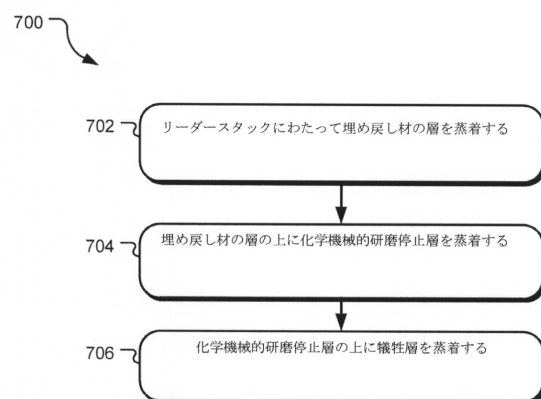 700
702
リーダースタックにわたって埋め戻し材の層を蒸着する
704
埋め戻し材の層の上に化学機械的研磨停止層を蒸着する
706
化学機械的研磨停止層の上に犠牲層を蒸着する